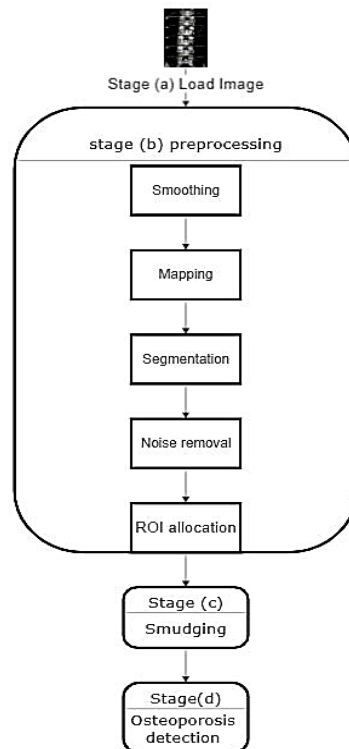 Stage (a) Load Image
stage (b) preprocessing
Smoothing
Mapping
Segmentation
Noise removal
ROI allocation
Stage (c)
Smudging
Stage(d)
Osteoporosis
detection